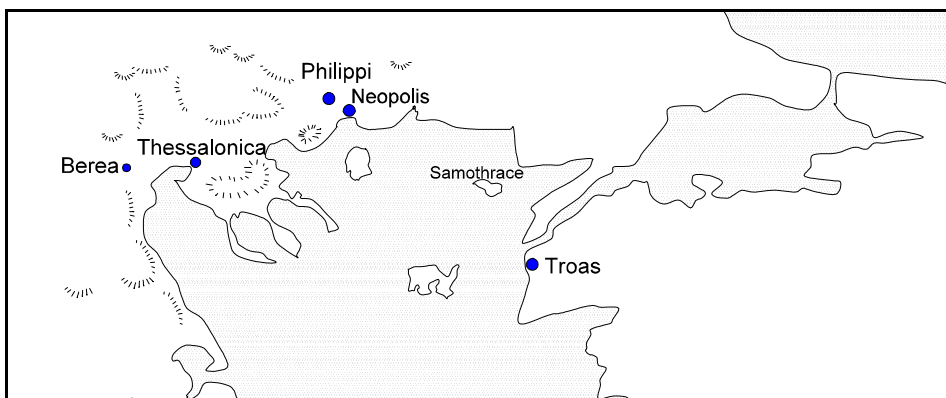 Philippi
Neopolis
Thessalonica
Berea
Samothrace
Troas